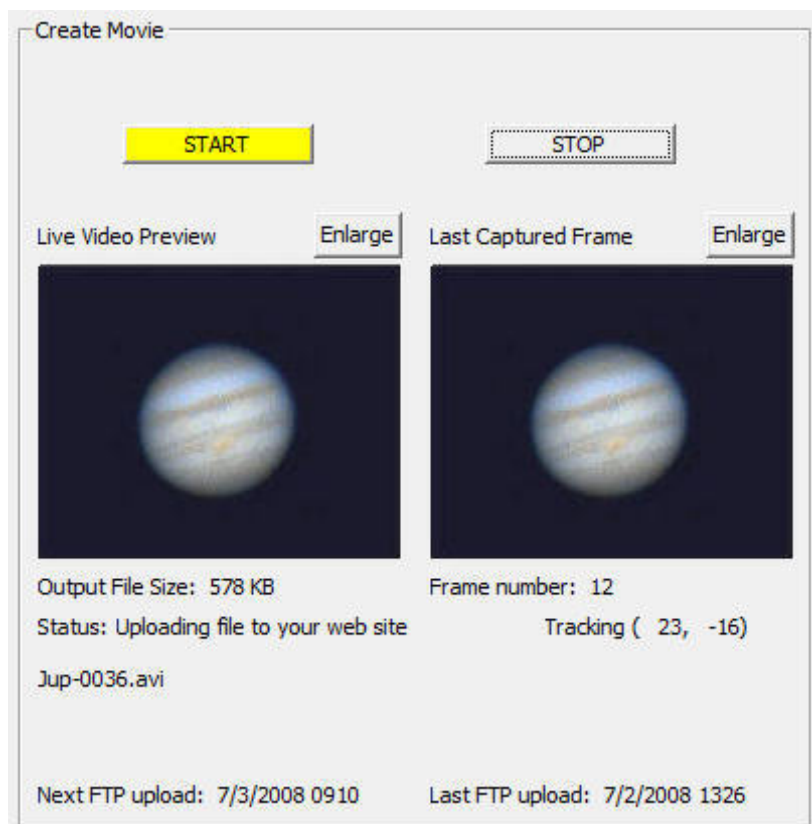 Create Movie
START STOP
Live Video Preview Enlarge Last Captured Frame Enlarge
Output File Size: 578 KB Frame number: 12
Status: Uploading file to your web site Tracking ( 23, -16)
Jup-0036.avi
Next FTP upload: 7/3/2008 0910 Last FTP upload: 7/2/2008 1326